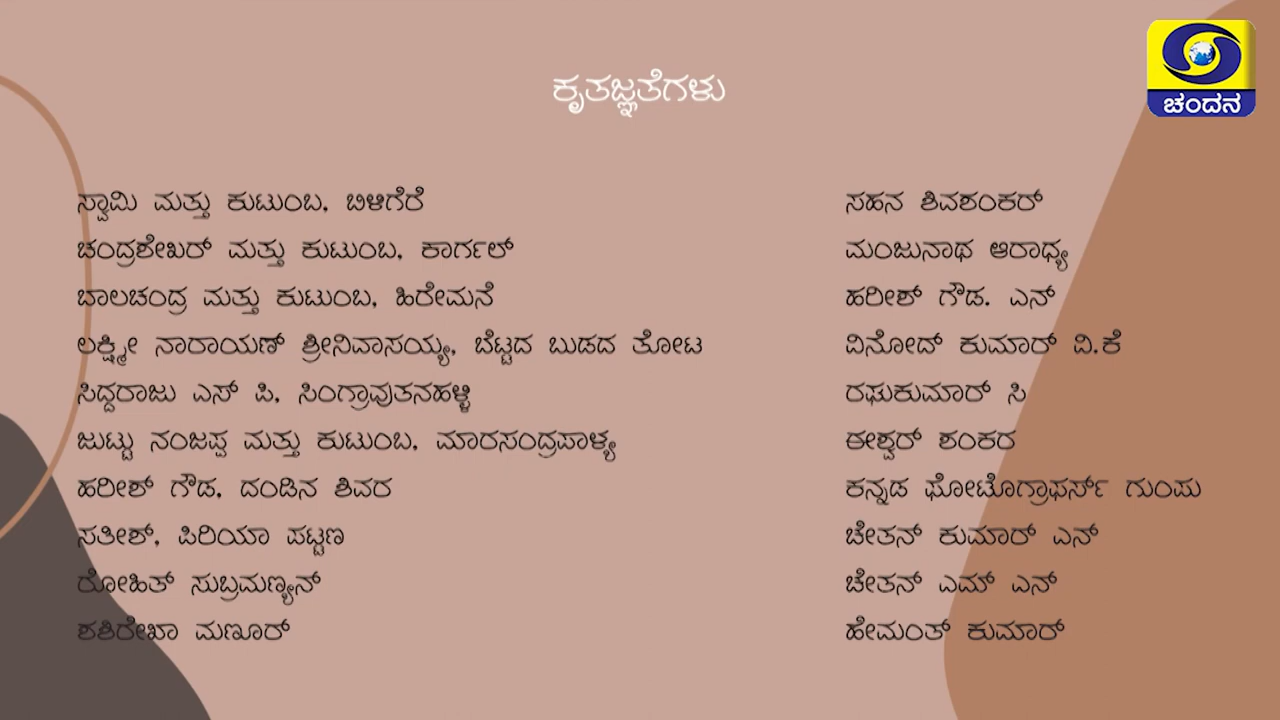 ಚಂದನ
ಕೃತಜ್ಞತೆಗಳು
ಸ್ವಾಮಿ ಮತ್ತು ಕುಟುಂಬ, ಬಿಳಿಗೆರೆ
ಚಂದ್ರಶೇಖರ್ ಮತ್ತು ಕುಟುಂಬ, ಕಾರ್ಗಲ್
ಬಾಲಚಂದ್ರ ಮತ್ತು ಕುಟುಂಬ, ಹಿರೇಮನೆ
ಲಕ್ಷ್ಮೀ ನಾರಾಯಣ್ ಶ್ರೀನಿವಾಸಯ್ಯ, ಬೆಟ್ಟದ ಬುಡದ ತೋಟ
ಸಿದ್ದರಾಜು ಎಸ್ ಪಿ, ಸಿಂಗ್ರಾವುತನಹಳ್ಳಿ
ಜುಟ್ಟು ನಂಜಪ್ಪ ಮತ್ತು ಕುಟುಂಬ, ಮಾರಸಂದ್ರಪಾಳ್ಯ
ಹರೀಶ್ ಗೌಡ, ದಂಡಿನ ಶಿವರ
ಸತೀಶ್, ಪಿರಿಯಾ ಪಟ್ಟಣ
ರೋಹಿತ್ ಸುಬ್ರಮಣ್ಯನ್
ಶಶಿರೇಖಾ ಮಣೂರ್
ಸಹನ ಶಿವಶಂಕರ್
ಮಂಜುನಾಥ ಆರಾಧ್ಯ
ಹರೀಶ್ ಗೌಡ. ಎನ್
ವಿನೋದ್ ಕುಮಾರ್ ವಿ.ಕೆ
ರಘುಕುಮಾರ್ ಸಿ
ಈಶ್ವರ್ ಶಂಕರ
ಕನ್ನಡ ಫೋಟೊಗ್ರಾಫರ್ಸ್ ಗುಂಪು
ಚೇತನ್ ಕುಮಾರ್ ಎನ್
ಚೇತನ್ ಎಮ್ ಎನ್
ಹೇಮಂತ್ ಕುಮಾರ್